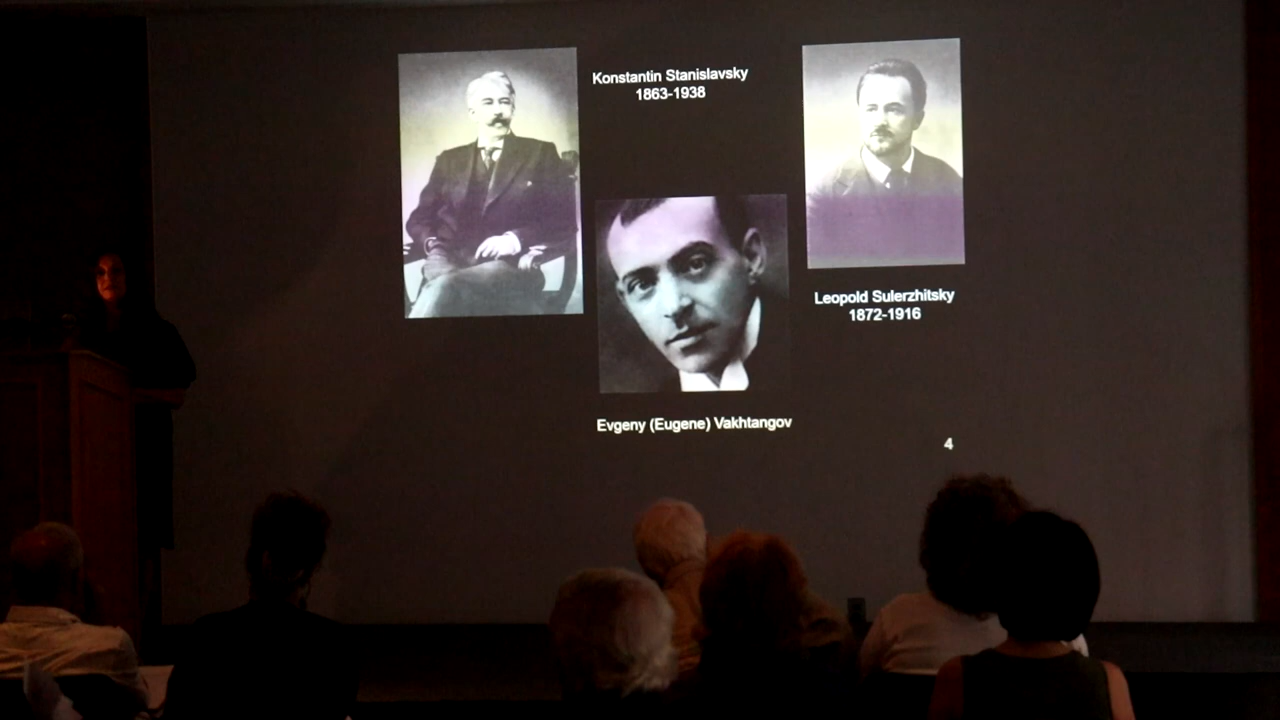 Konstantin Stanislavsky
1863-1938
Leopold Sulerzhitsky
1872-1916
Evgeny (Eugene) Vakhtangov
4